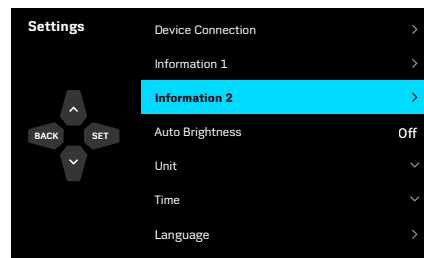 Settings
Device Connection
Information 1
Information 2
Auto Brightness Off
Unit
Time
Language
BACK SET